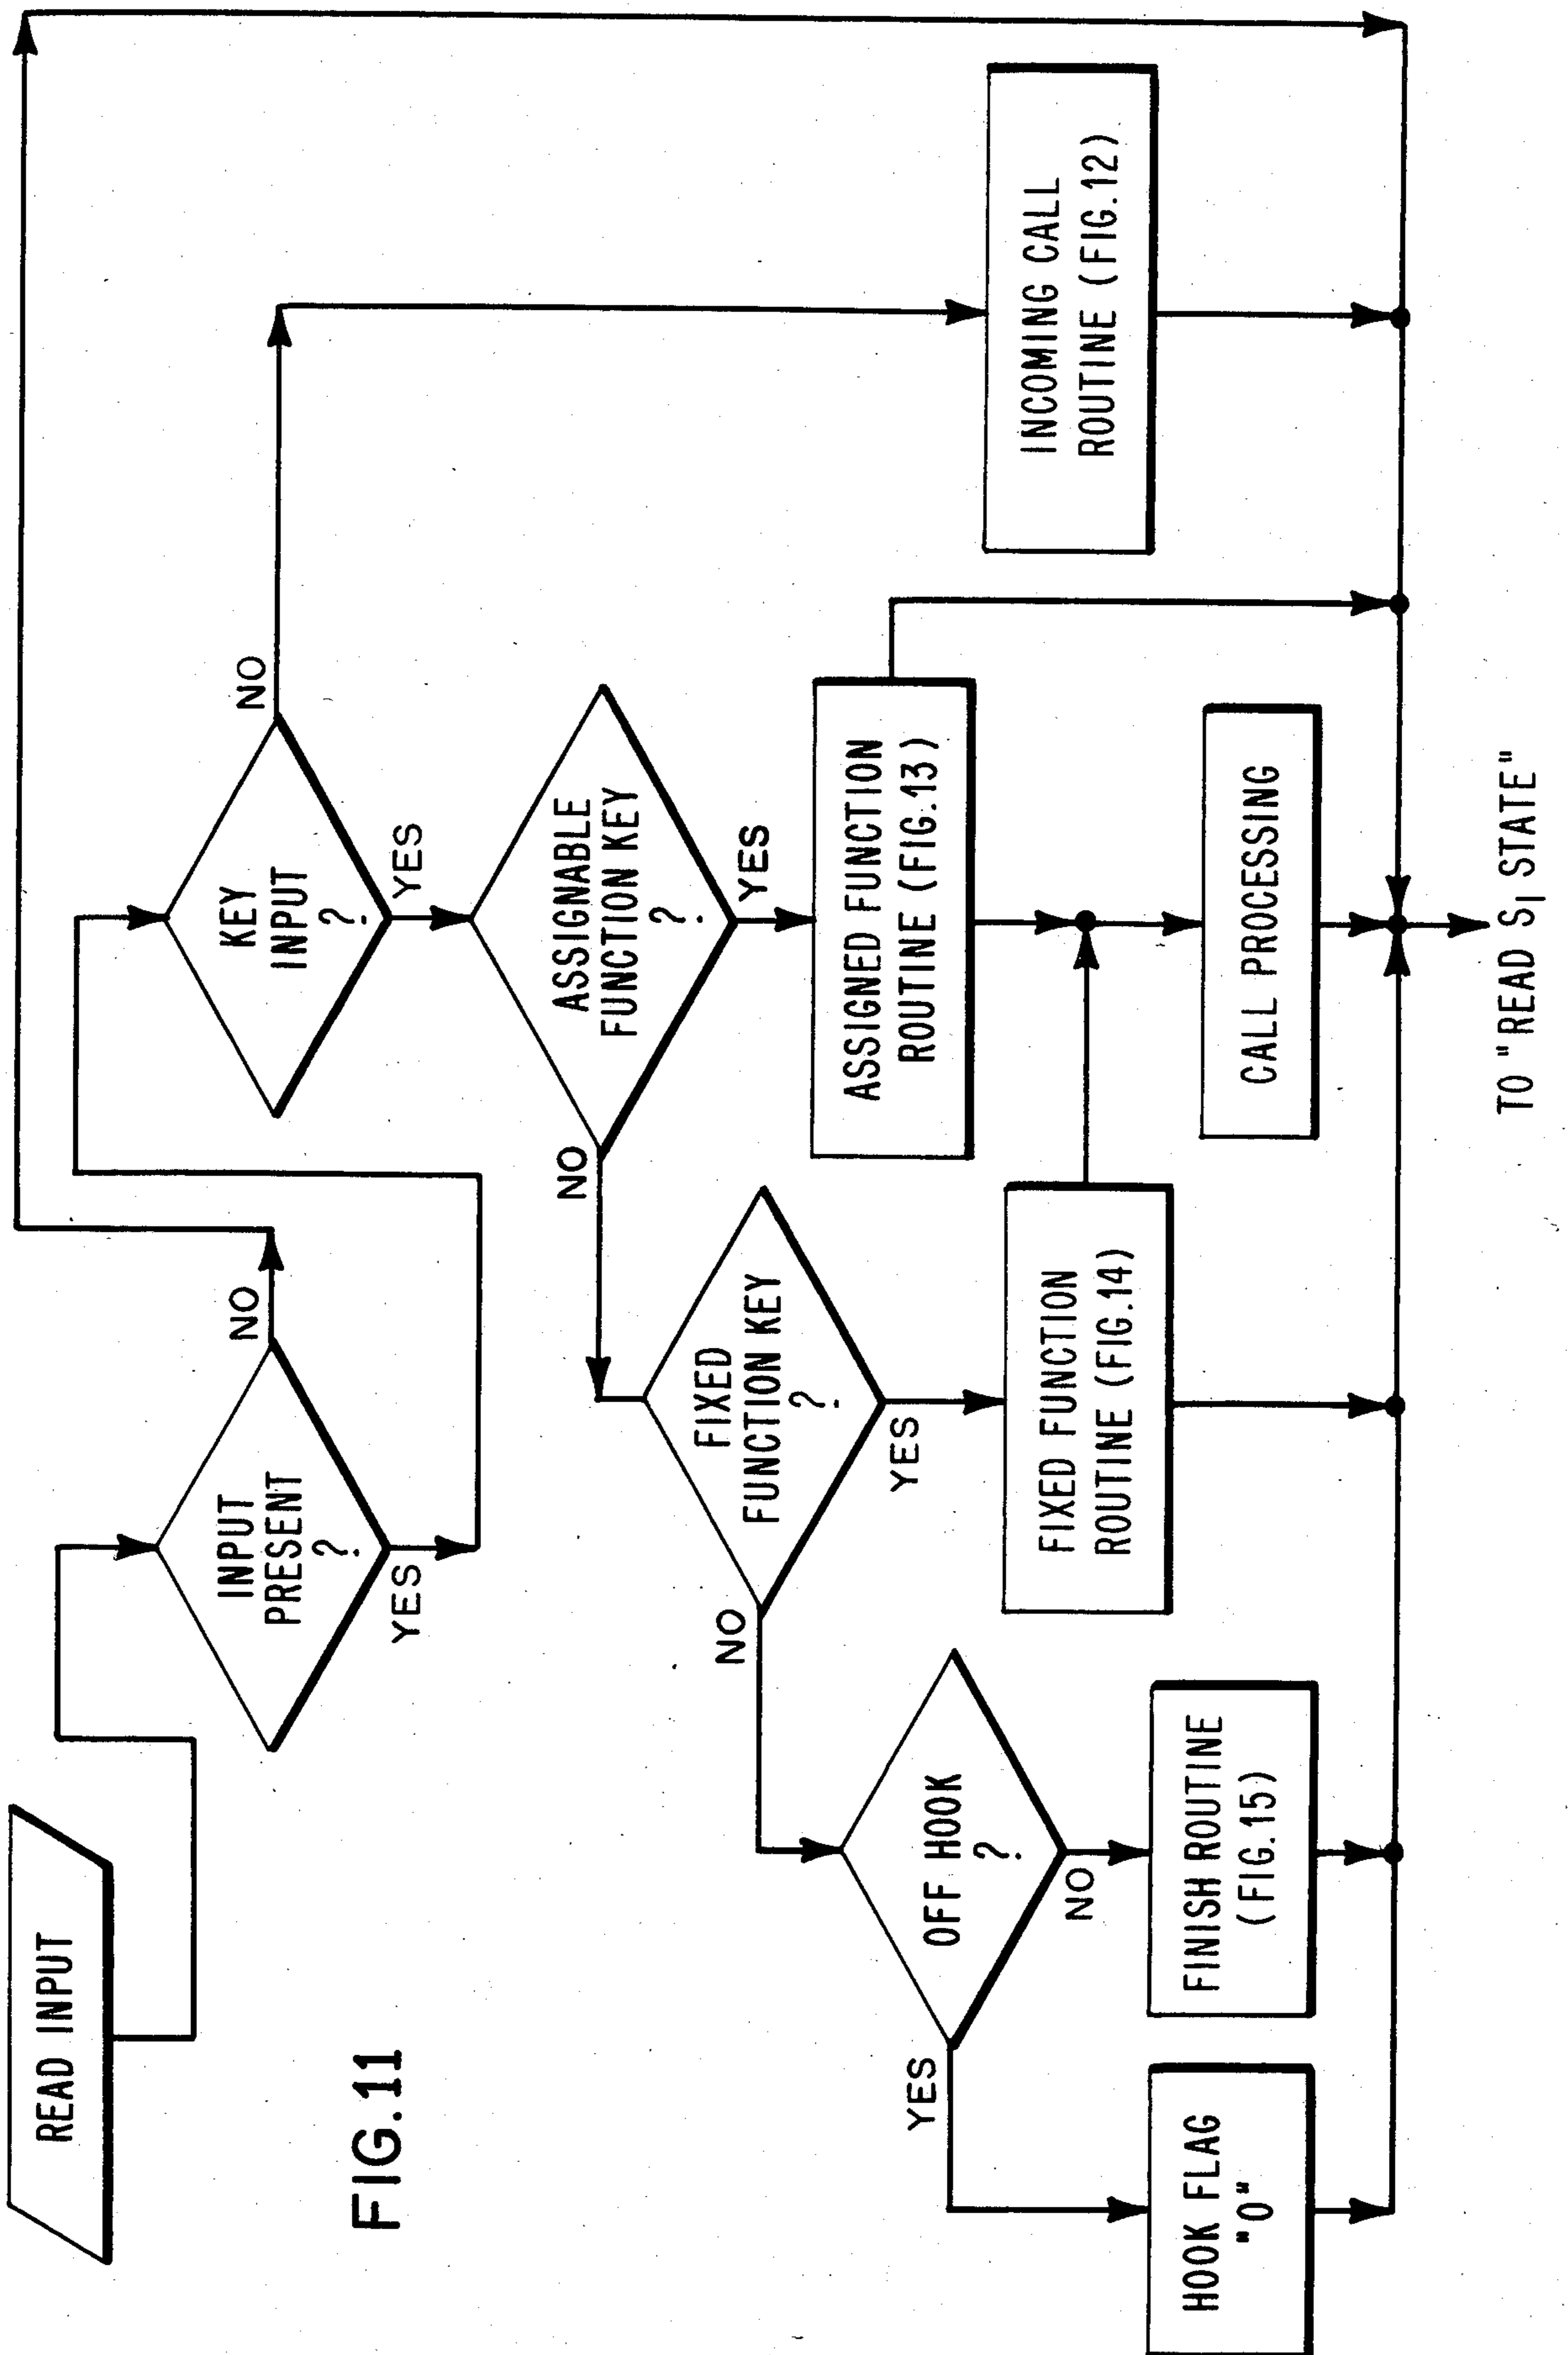 READ INPUT
FIG.11
INPUT
PRESENT
?
NO
YES
KEY
INPUT
?
NO
YES
ASSIGNABLE
FUNCTION KEY
?
NO
YES
FIXED
FUNCTION KEY
?
NO
YES
OFF HOOK
?
YES
NO
HOOK FLAG
"0"
FINISH ROUTINE
(FIG.15)
FIXED FUNCTION
ROUTINE (FIG.14)
ASSIGNED FUNCTION
ROUTINE (FIG.13)
INCOMING CALL
ROUTINE (FIG.12)
CALL PROCESSING
TO "READ S₁ STATE"